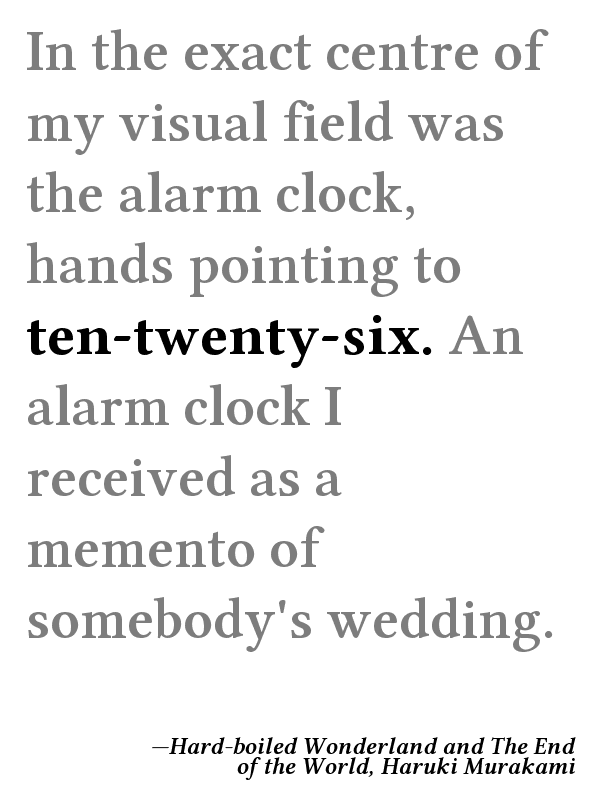 In the exact centre of
my visual field was
the alarm clock,
hands pointing to
ten-twenty-six. An
alarm clock I
received as a
memento of
somebody's wedding.
—Hard-boiled Wonderland and The End
of the World, Haruki Murakami